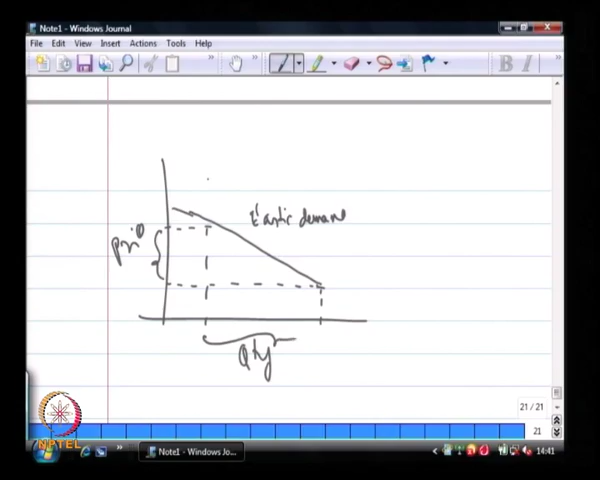 Note1 - Windows Journal
File Edit View Insert Actions Tools Help
B I
Elastic demand
Qty
21 / 21
21
NPTEL
Note1 - Windows Jo...
14:41